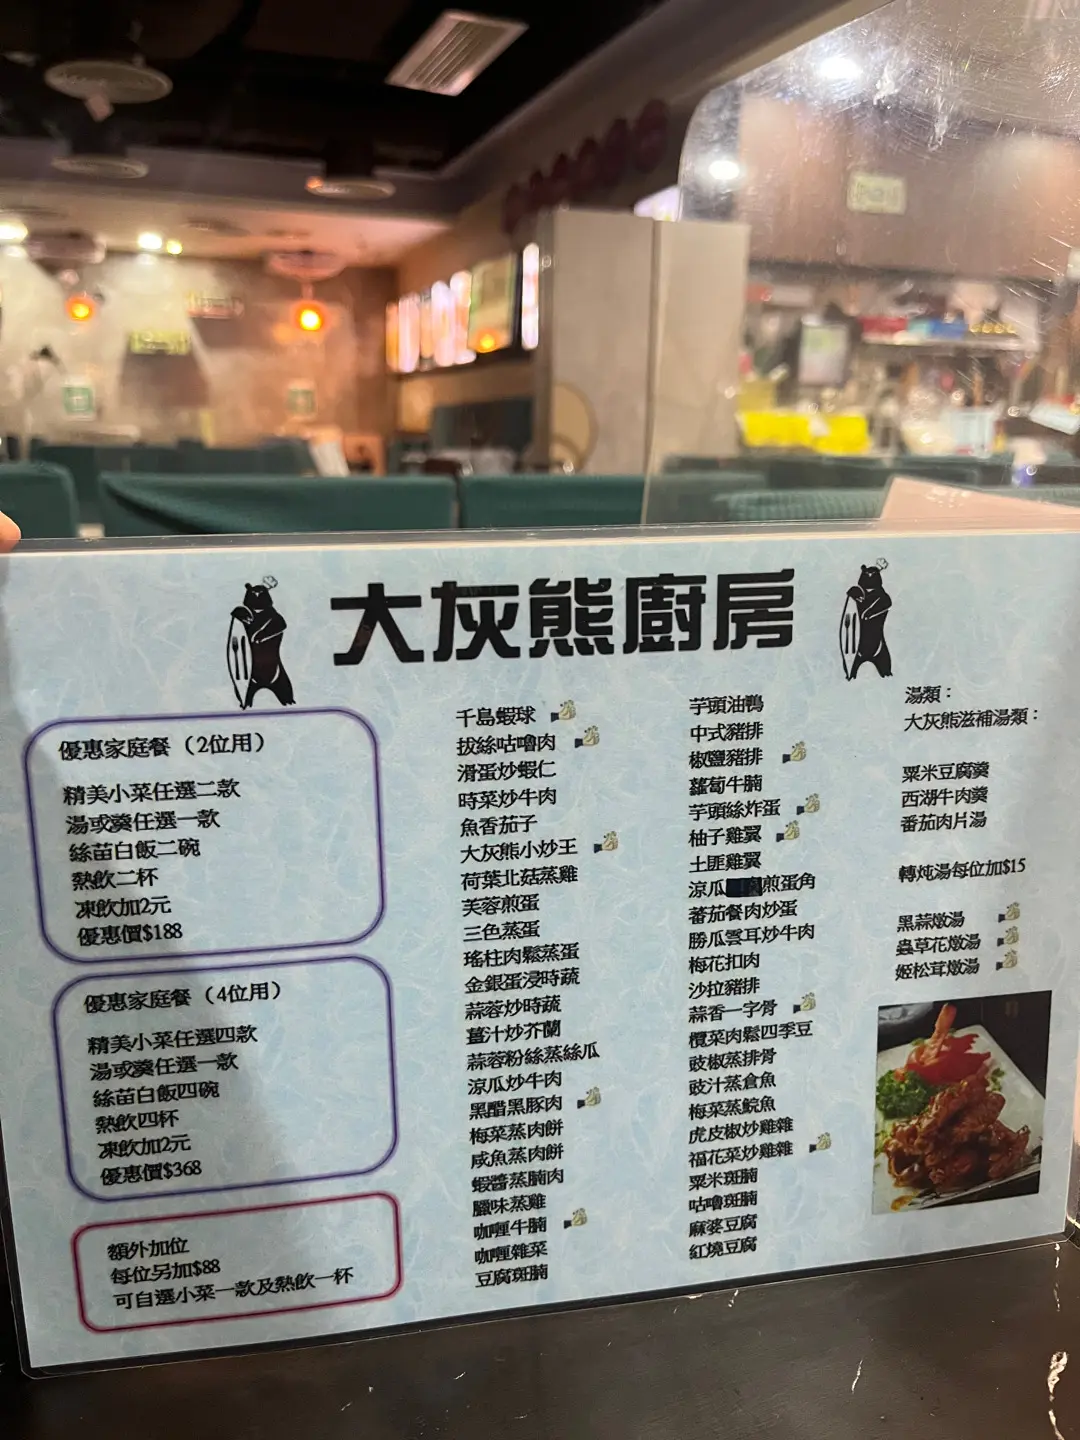 大灰熊廚房
優惠家庭餐（2位用）
精美小菜任選二款
湯或羹任選一款
絲苗白飯二碗
熱飲二杯
凍飲加2元
優惠價$188
優惠家庭餐（4位用）
精美小菜任選四款
湯或羹任選一款
絲苗白飯四碗
熱飲四杯
凍飲加2元
優惠價$368
額外加位
每位另加$88
可自選小菜一款及熱飲一杯
千島蝦球
拔絲咕嚕肉
滑蛋炒蝦仁
時菜炒牛肉
魚香茄子
大灰熊小炒王
荷葉北菇蒸雞
芙蓉煎蛋
三色蒸蛋
瑤柱肉鬆蒸蛋
金銀蛋浸時蔬
蒜蓉炒時蔬
薑汁炒芥蘭
蒜蓉粉絲蒸絲瓜
涼瓜炒牛肉
黑醋黑豚肉
梅菜蒸肉餅
咸魚蒸肉餅
蝦醬蒸腩肉
臘味蒸雞
咖喱牛腩
咖喱雜菜
豆腐斑腩
芋頭油鴨
中式豬排
椒鹽豬排
蘿蔔牛腩
芋頭絲炸蛋
柚子雞翼
土匪雞翼
涼瓜煎蛋角
蕃茄餐肉炒蛋
勝瓜雲耳炒牛肉
梅花扣肉
沙拉豬排
蒜香一字骨
欖菜肉鬆四季豆
豉椒蒸排骨
豉汁蒸倉魚
梅菜蒸鯇魚
虎皮椒炒雞雜
福花菜炒雞雜
粟米斑腩
咕嚕斑腩
麻婆豆腐
紅燒豆腐
湯類：
大灰熊滋補湯類：
粟米豆腐羹
西湖牛肉羹
番茄肉片湯
轉炖湯每位加$15
黑蒜燉湯
蟲草花燉湯
姬松茸燉湯